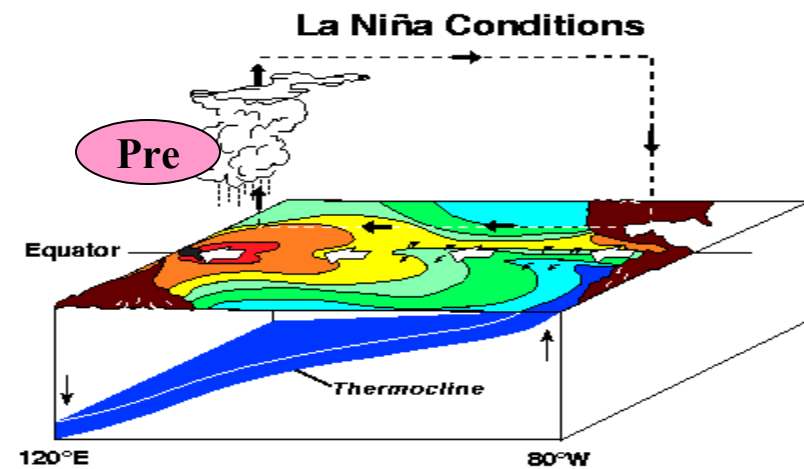 La Niña Conditions
Pre
Equator
Thermocline
120°E
80°W